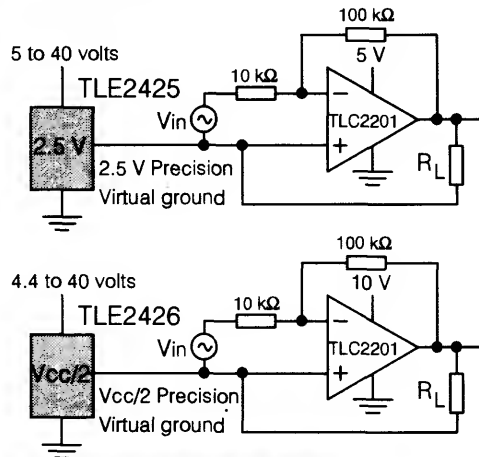 100 kΩ
5 to 40 volts
5 V
TLE2425
10 kΩ
−
2.5 V
Vin
TLC2201
+
2.5 V Precision
Virtual ground
RL
100 kΩ
4.4 to 40 volts
10 V
TLE2426
10 kΩ
−
Vcc/2
Vin
TLC2201
+
Vcc/2 Precision
Virtual ground
RL